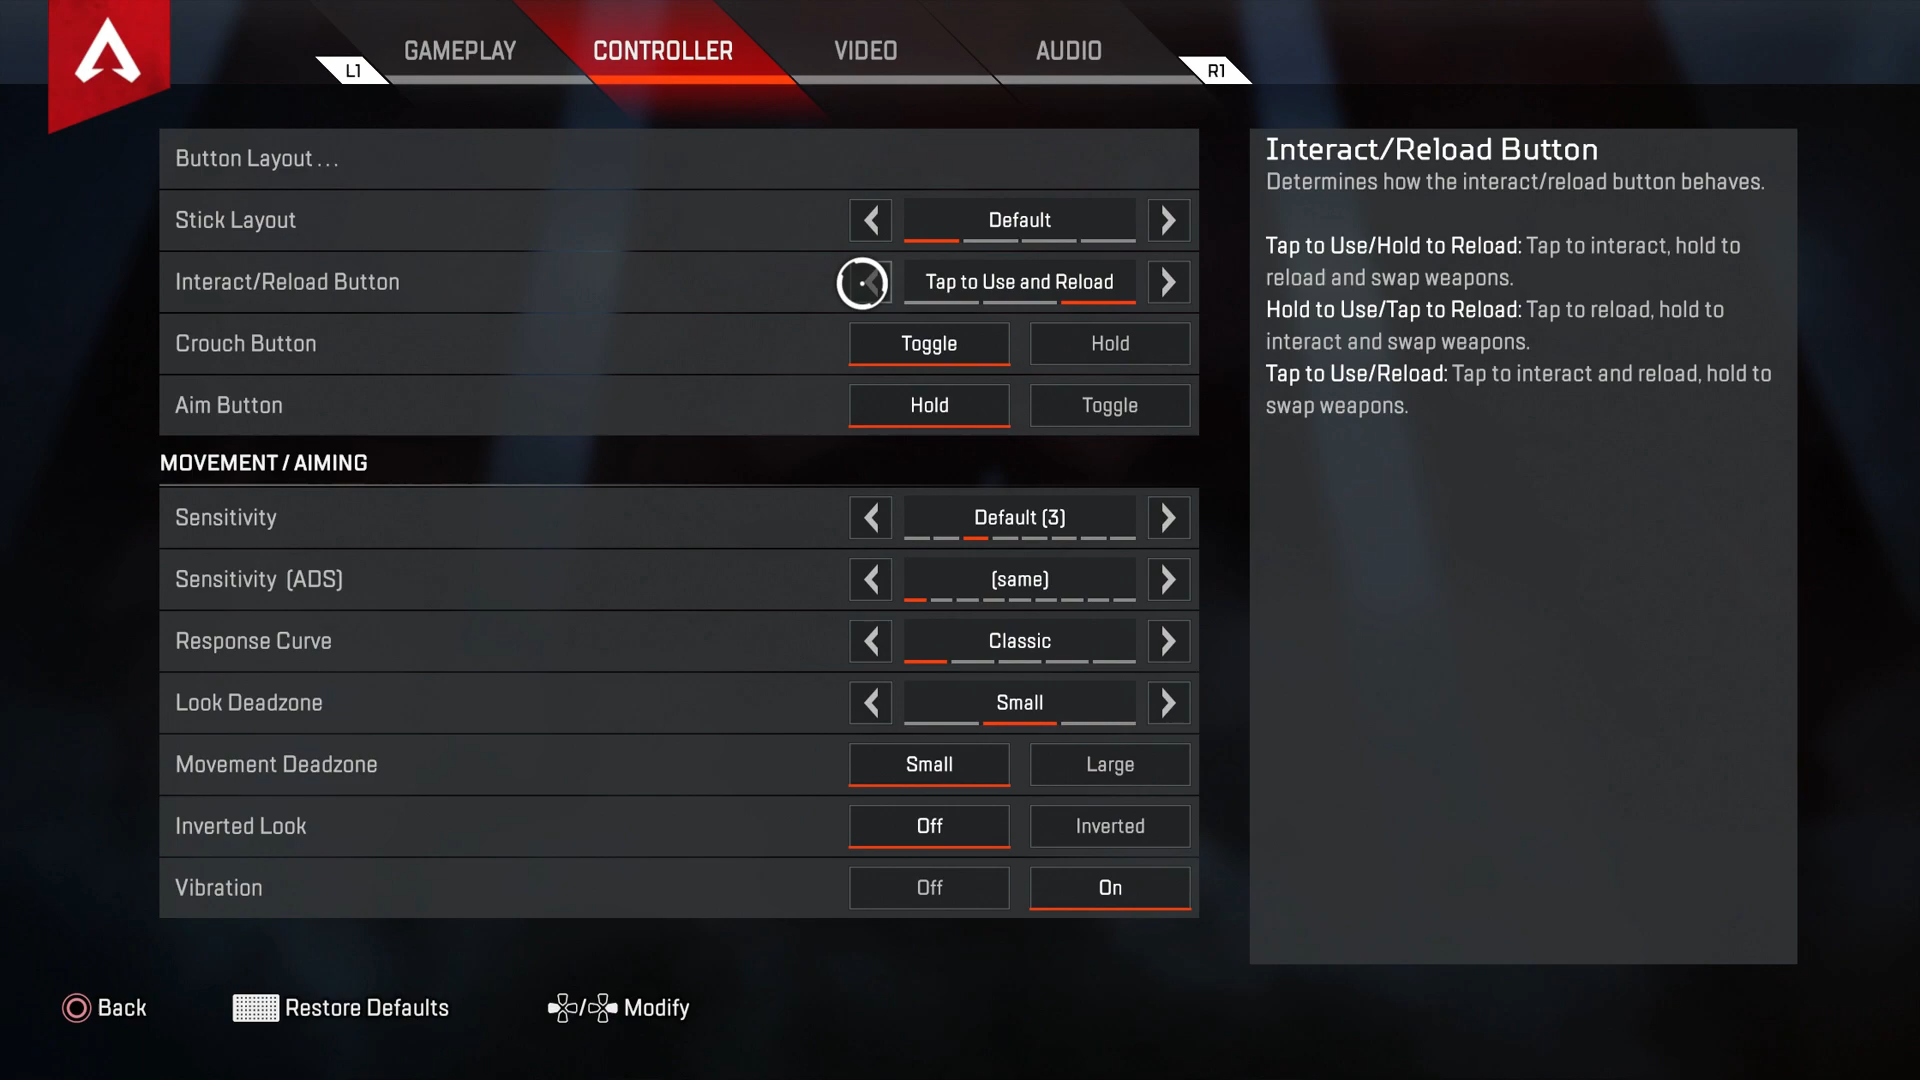 L1
GAMEPLAY
CONTROLLER
VIDEO
AUDIO
R1
Button Layout...
Stick Layout
Default
Interact/Reload Button
Tap to Use and Reload
Crouch Button
Toggle
Hold
Aim Button
Hold
Toggle
MOVEMENT / AIMING
Sensitivity
Default (3)
Sensitivity (ADS)
(same)
Response Curve
Classic
Look Deadzone
Small
Movement Deadzone
Small
Large
Inverted Look
Off
Inverted
Vibration
Off
On
Interact/Reload Button
Determines how the interact/reload button behaves.
Tap to Use/Hold to Reload: Tap to interact, hold to
reload and swap weapons.
Hold to Use/Tap to Reload: Tap to reload, hold to
interact and swap weapons.
Tap to Use/Reload: Tap to interact and reload, hold to
swap weapons.
Back
Restore Defaults
/
Modify